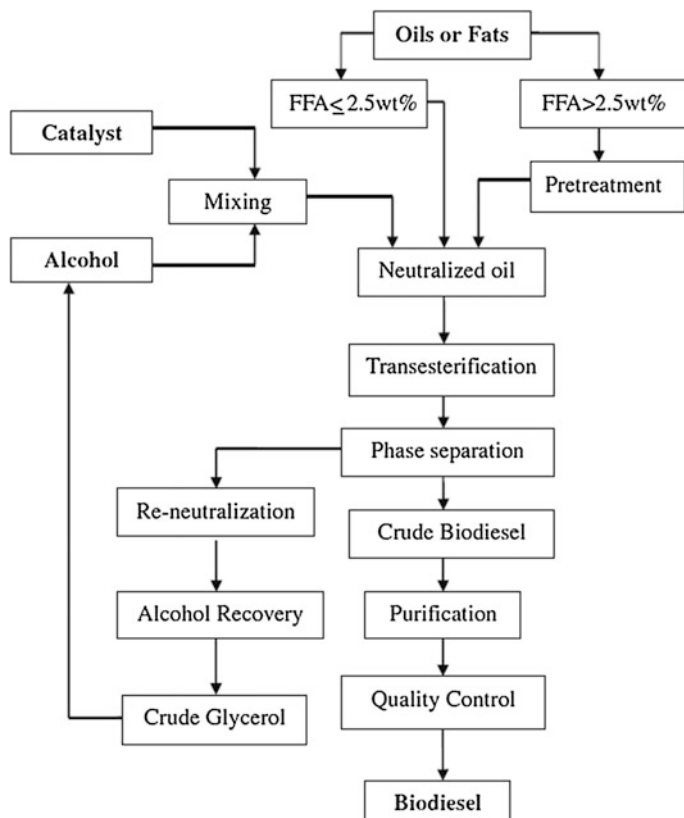 Oils or Fats
FFA≤2.5wt%
FFA>2.5wt%
Catalyst
Pretreatment
Mixing
Alcohol
Neutralized oil
Transesterification
Phase separation
Re-neutralization
Crude Biodiesel
Alcohol Recovery
Purification
Crude Glycerol
Quality Control
Biodiesel